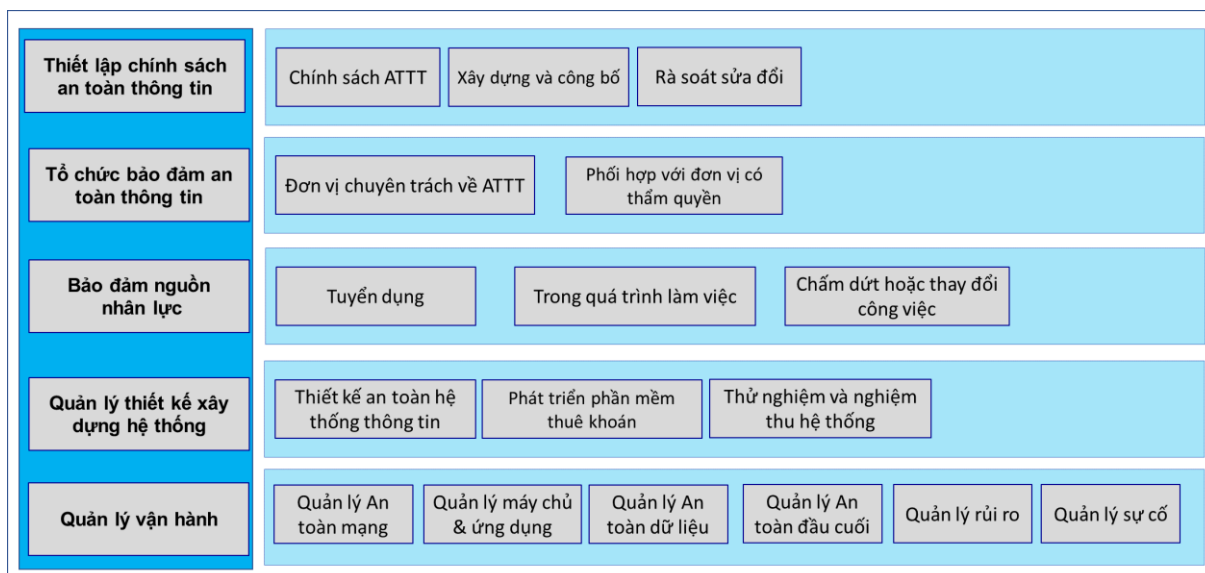 Thiết lập chính sách
an toàn thông tin
Chính sách ATTT
Xây dựng và công bố
Rà soát sửa đổi
Tổ chức bảo đảm an
toàn thông tin
Đơn vị chuyên trách về ATTT
Phối hợp với đơn vị có
thẩm quyền
Bảo đảm nguồn
nhân lực
Tuyển dụng
Trong quá trình làm việc
Chấm dứt hoặc thay đổi
công việc
Quản lý thiết kế xây
dựng hệ thống
Thiết kế an toàn hệ
thống thông tin
Phát triển phần mềm
thuê khoán
Thử nghiệm và nghiệm
thu hệ thống
Quản lý vận hành
Quản lý An
toàn mạng
Quản lý máy chủ
& ứng dụng
Quản lý An
toàn dữ liệu
Quản lý An
toàn đầu cuối
Quản lý rủi ro
Quản lý sự cố